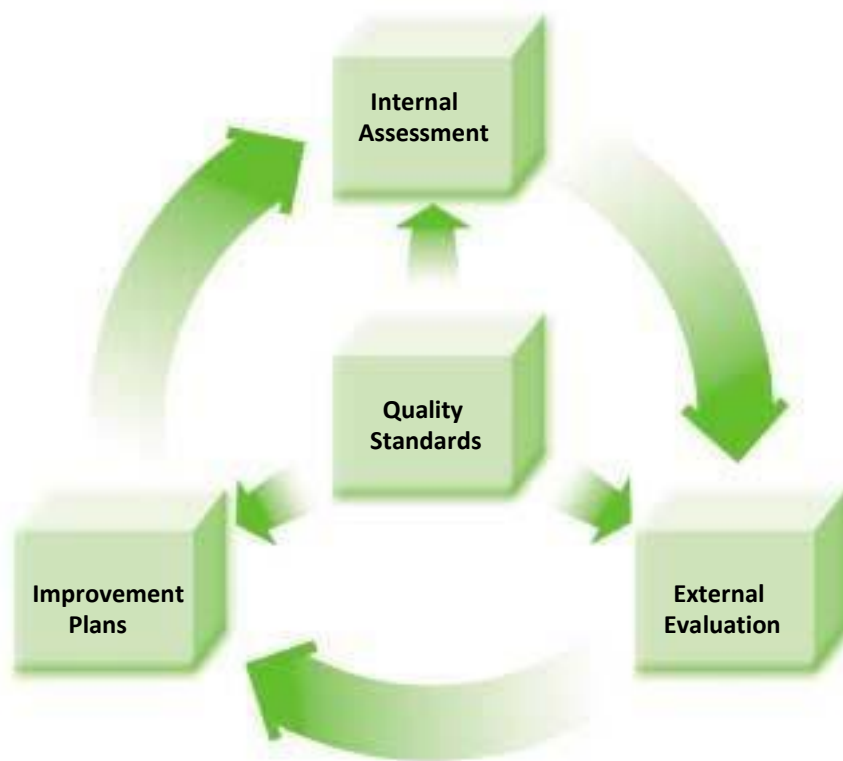 Internal
Assessment
Quality
Standards
Improvement
Plans
External
Evaluation